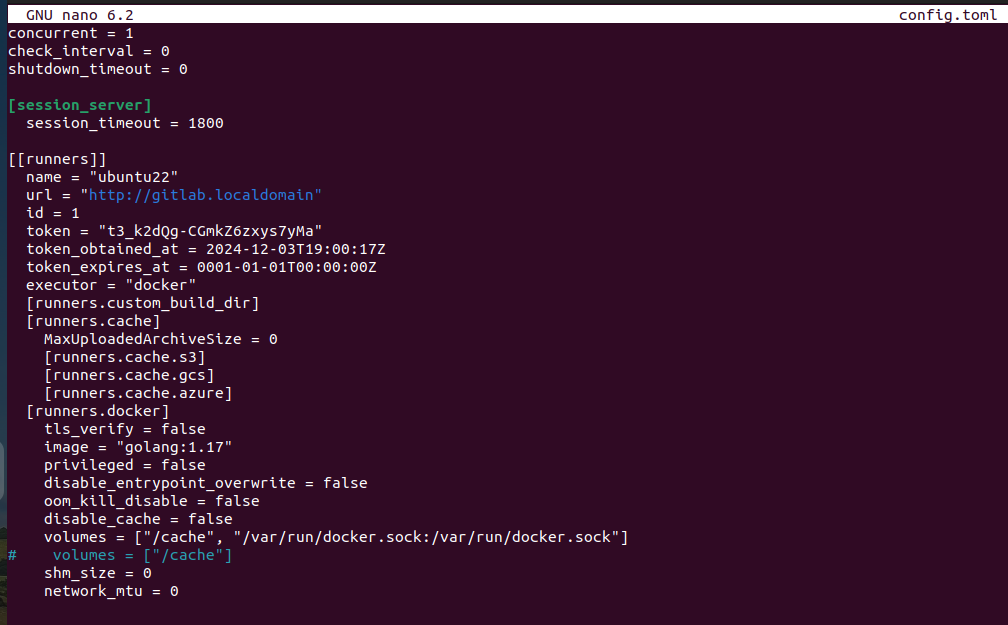 GNU nano 6.2 config.toml
concurrent = 1
check_interval = 0
shutdown_timeout = 0
[session_server]
session_timeout = 1800
[[runners]]
name = "ubuntu22"
url = "http://gitlab.localdomain"
id = 1
token = "t3_k2dQg-CGmkZ6zxys7yMa"
token_obtained_at = 2024-12-03T19:00:17Z
token_expires_at = 0001-01-01T00:00:00Z
executor = "docker"
[runners.custom_build_dir]
[runners.cache]
MaxUploadedArchiveSize = 0
[runners.cache.s3]
[runners.cache.gcs]
[runners.cache.azure]
[runners.docker]
tls_verify = false
image = "golang:1.17"
privileged = false
disable_entrypoint_overwrite = false
oom_kill_disable = false
disable_cache = false
volumes = ["/cache", "/var/run/docker.sock:/var/run/docker.sock"]
#    volumes = ["/cache"]
shm_size = 0
network_mtu = 0